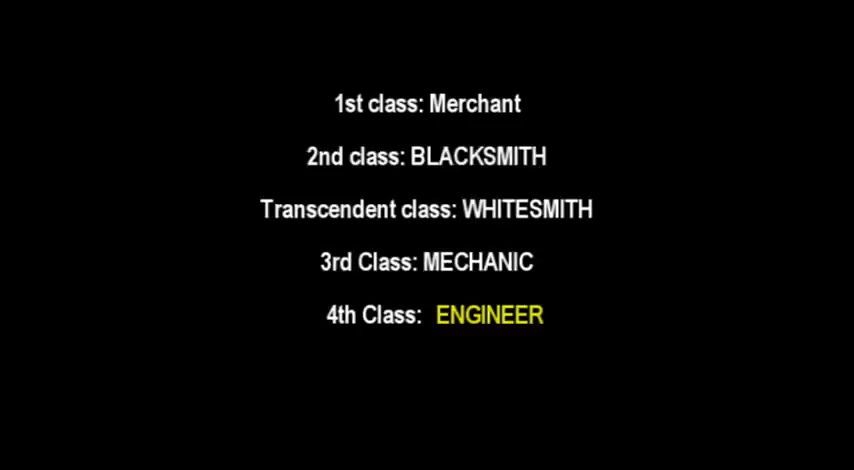 1st class: Merchant
2nd class: BLACKSMITH
Transcendent class: WHITESMITH
3rd Class: MECHANIC
4th Class: ENGINEER